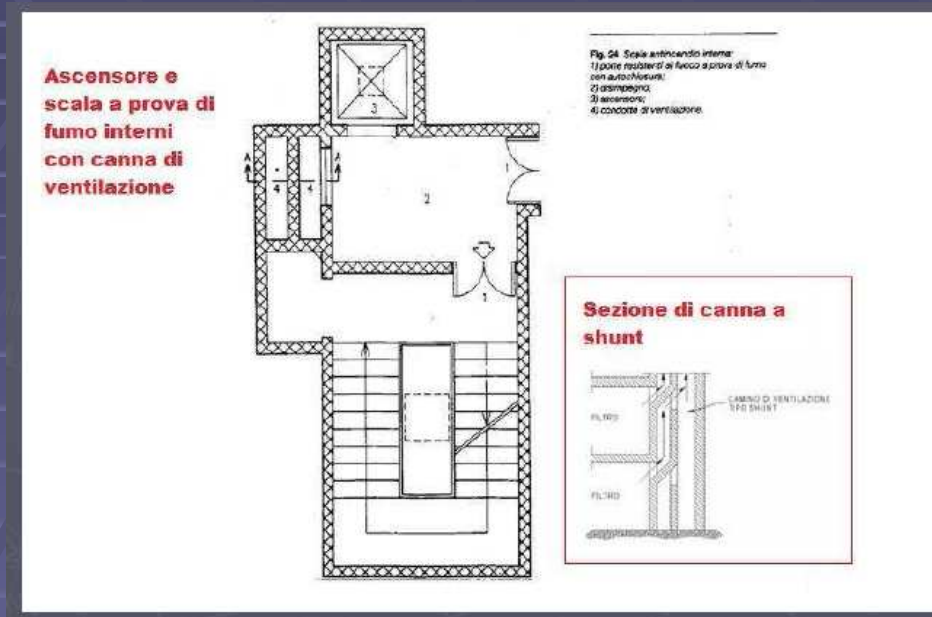 Ascensore e
scala a prova di
fumo interni
con canna di
ventilazione
Fig. 24 Scala antincendio interna:
1) porte resistenti al fuoco a prova di fumo
con autochiusura;
2) disimpegno;
3) ascensore;
4) condotte di ventilazione.
3
A
A
4
4
2
1
1
Sezione di canna a
shunt
CAMINO DI VENTILAZIONE
TIPO SHUNT
FILTRO
FILTRO